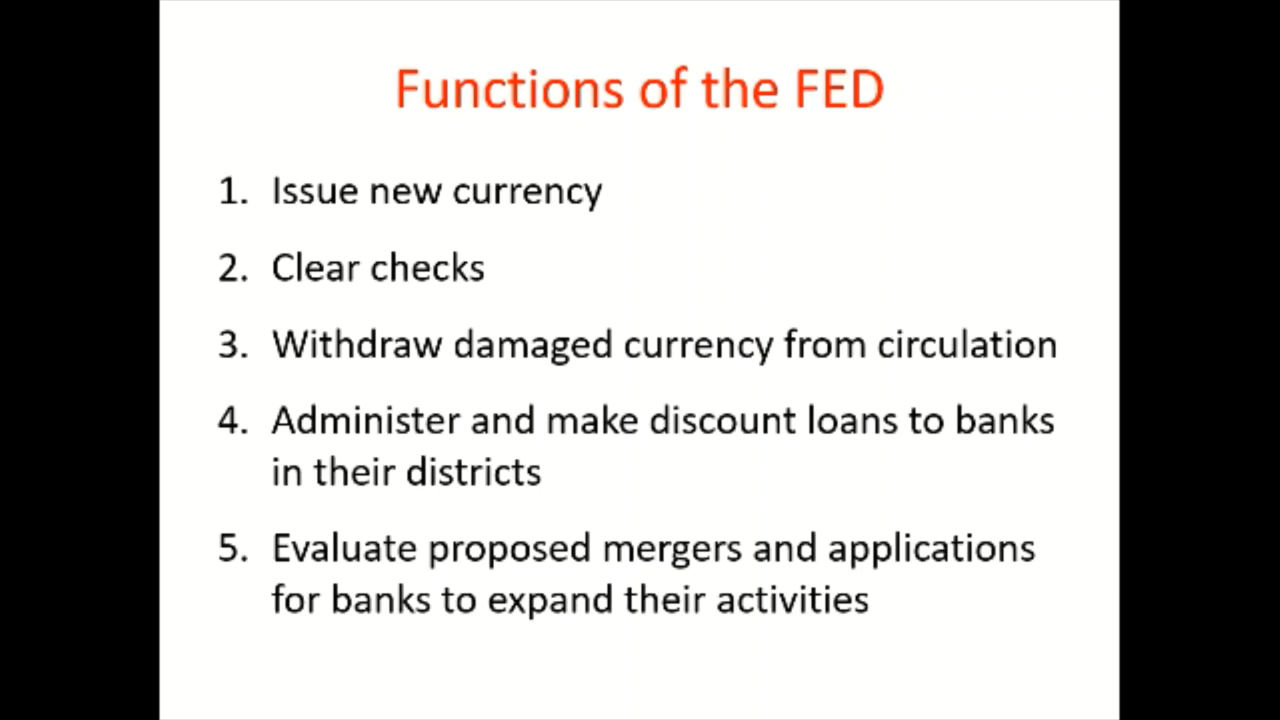 Functions of the FED
1. Issue new currency
2. Clear checks
3. Withdraw damaged currency from circulation
4. Administer and make discount loans to banks
in their districts
5. Evaluate proposed mergers and applications
for banks to expand their activities